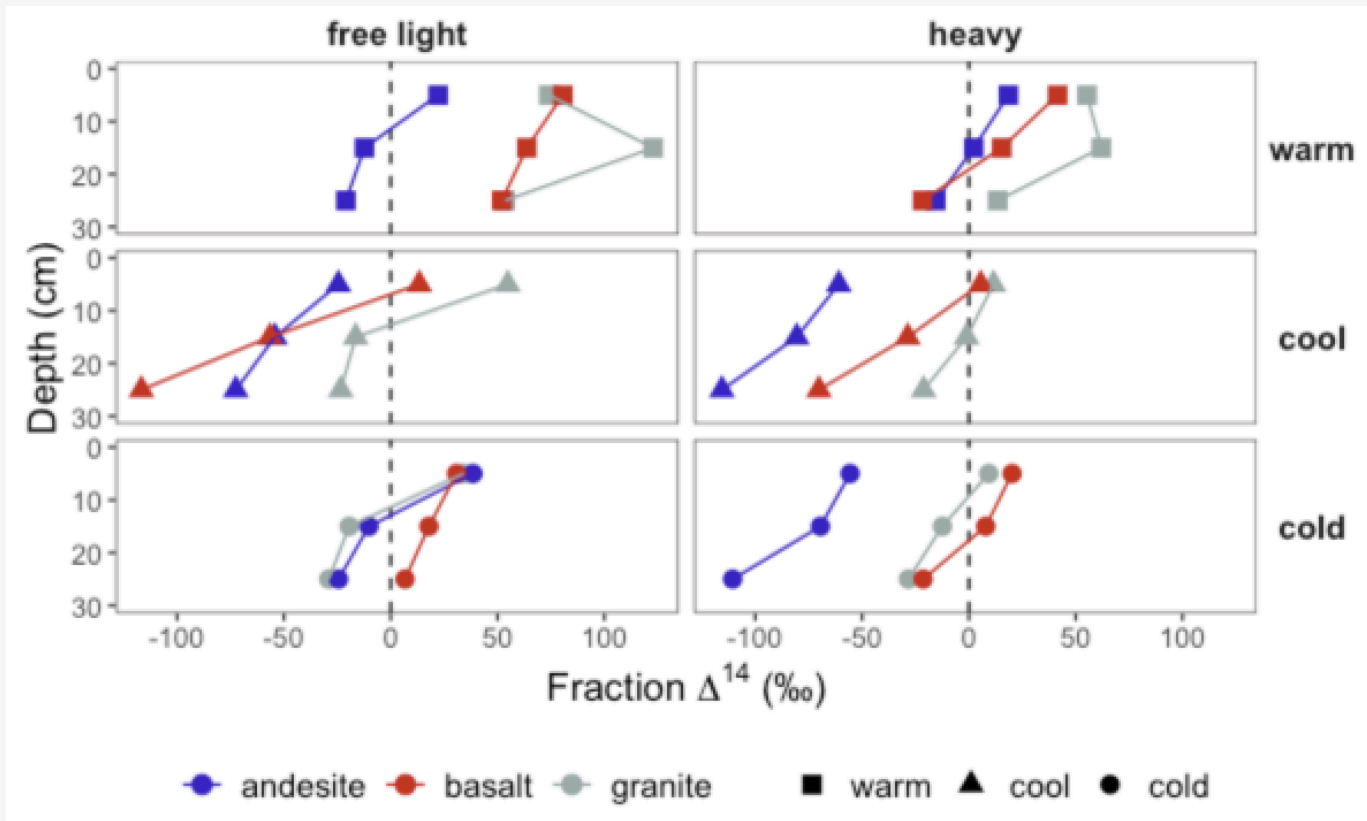 free light heavy
0
10
20
30
warm
0
10
20
30
cool
0
10
20
30
cold
Depth (cm)
-100 -50 0 50 100 -100 -50 0 50 100
Fraction Δ¹⁴ (‰)
andesite basalt granite warm cool cold